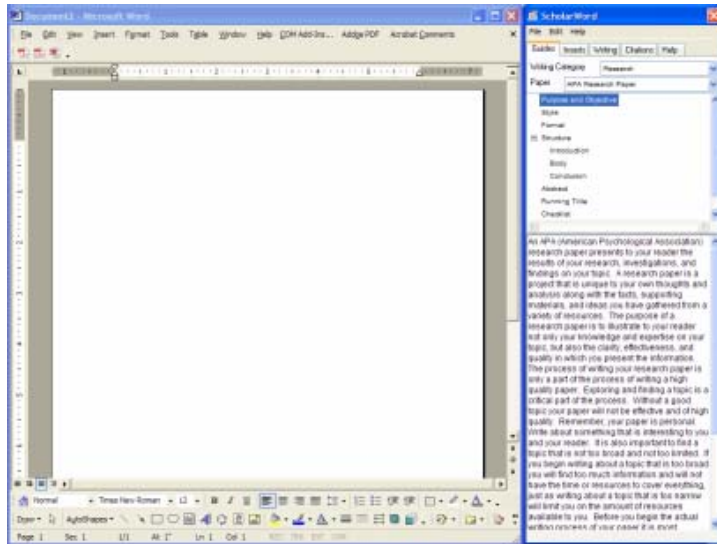 Document1 - Microsoft Word
File Edit View Insert Format Tools Table Window Help COM Add-Ins... Adobe PDF Acrobat Comments
Normal Times New Roman 12 B I U
Draw AutoShapes
Page 1 Sec 1 1/1 At 1" Ln 1 Col 1 REC TRK EXT OVR
ScholarWord
File Edit Help
Guides Inserts Writing Citations Help
Writing Category Research
Paper APA Research Paper
Purpose and Objective
Style
Format
Structure
Introduction
Body
Conclusion
Abstract
Running Title
Checklist
An APA (American Psychological Association)
research paper presents to your reader the
results of your research, investigations, and
findings on your topic. A research paper is a
project that is unique to your own thoughts and
analysis along with the facts, supporting
materials, and ideas you have gathered from a
variety of resources. The purpose of a
research paper is to illustrate to your reader
not only your knowledge and expertise on your
topic, but also the clarity, effectiveness, and
quality in which you present the information.
The process of writing your research paper is
only a part of the process of writing a high
quality paper. Exploring and finding a topic is a
critical part of the process. Without a good
topic your paper will not be effective and of high
quality. Remember, your paper is personal.
Write about something that is interesting to you
and your reader. It is also important to find a
topic that is not too broad and not too limited. If
you begin writing about a topic that is too broad
you will find too much information and will not
have the time or resources to cover everything,
just as writing about a topic that is too narrow
will limit you on the amount of resources
available to you. Before you begin the actual
writing process of your paper it is most